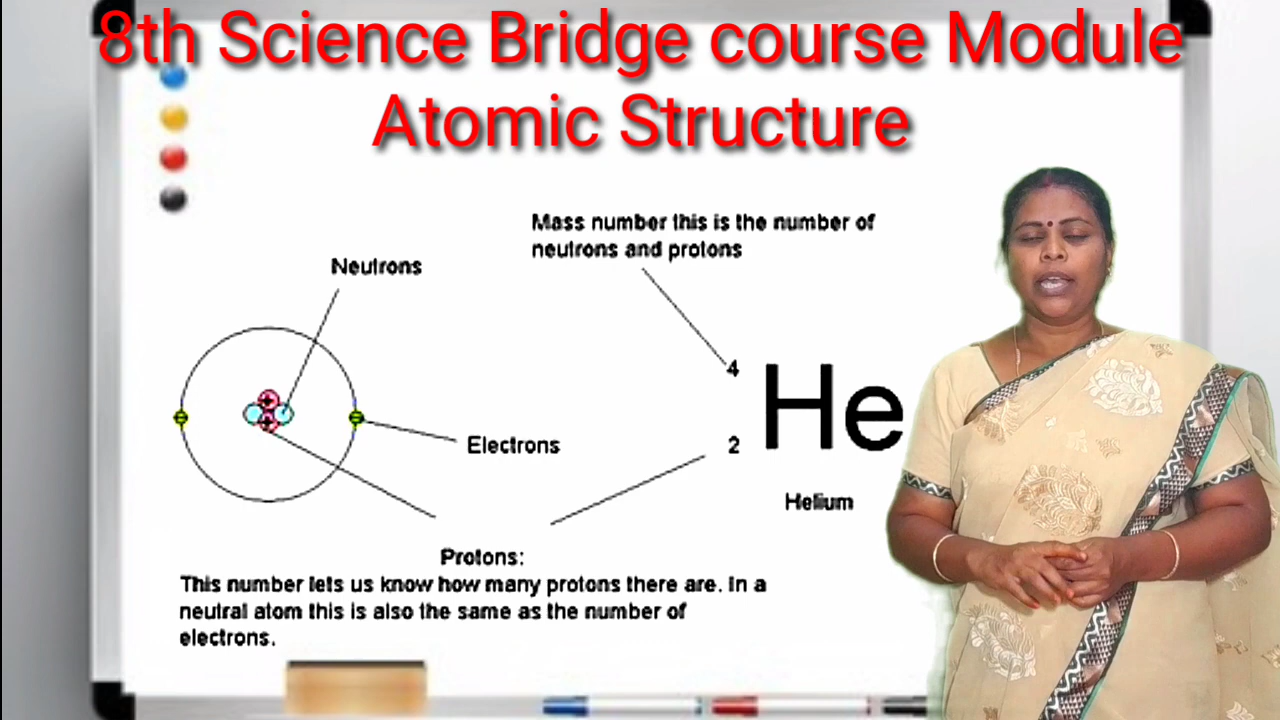 8th Science Bridge course Module
Atomic Structure
Mass number this is the number of
neutrons and protons
Neutrons
4
He
2
Electrons
Helium
Protons:
This number lets us know how many protons there are. In a
neutral atom this is also the same as the number of
electrons.